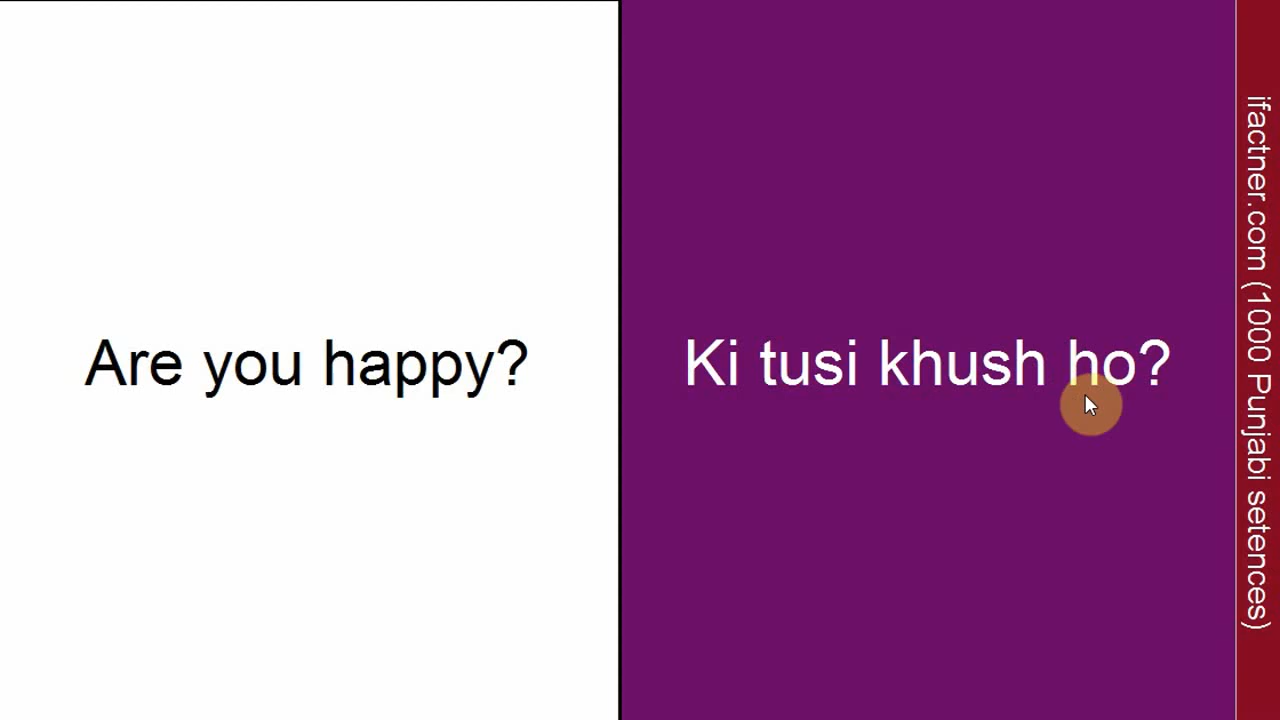 Are you happy?
Ki tusi khush ho?
ifactner.com (1000 Punjabi setences)